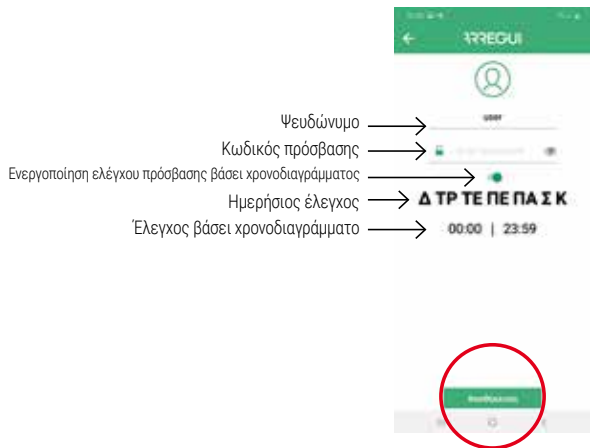 ARREGUI
user
Ψευδώνυμο
Κωδικός πρόσβασης
Ενεργοποίηση ελέγχου πρόσβασης βάσει χρονοδιαγράμματος
Ημερήσιος έλεγχος
Δ ΤΡ ΤΕ ΠΕ ΠΑ Σ Κ
Έλεγχος βάσει χρονοδιαγράμματο
00:00 | 23:59